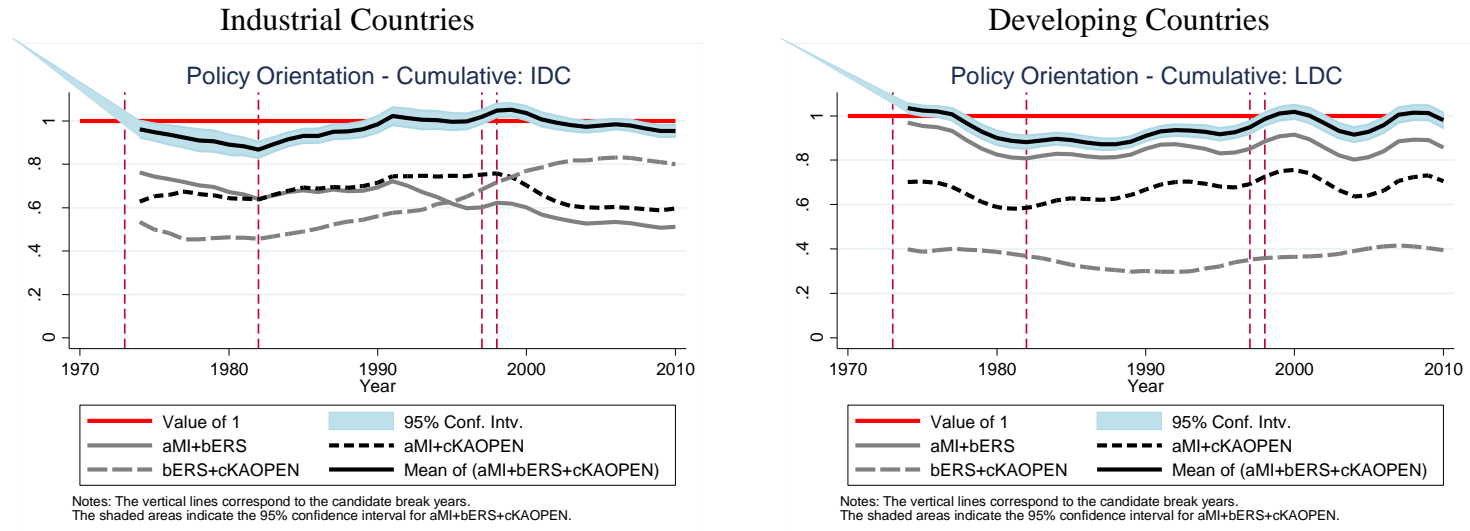 Industrial Countries
Policy Orientation - Cumulative: IDC
0 .2 .4 .6 .8 1
1970 1980 1990 2000 2010
Year
Value of 1
95% Conf. Intv.
aMI+bERS
aMI+cKAOPEN
bERS+cKAOPEN
Mean of (aMI+bERS+cKAOPEN)
Notes: The vertical lines correspond to the candidate break years.
The shaded areas indicate the 95% confidence interval for aMI+bERS+cKAOPEN.
Developing Countries
Policy Orientation - Cumulative: LDC
0 .2 .4 .6 .8 1
1970 1980 1990 2000 2010
Year
Value of 1
95% Conf. Intv.
aMI+bERS
aMI+cKAOPEN
bERS+cKAOPEN
Mean of (aMI+bERS+cKAOPEN)
Notes: The vertical lines correspond to the candidate break years.
The shaded areas indicate the 95% confidence interval for aMI+bERS+cKAOPEN.